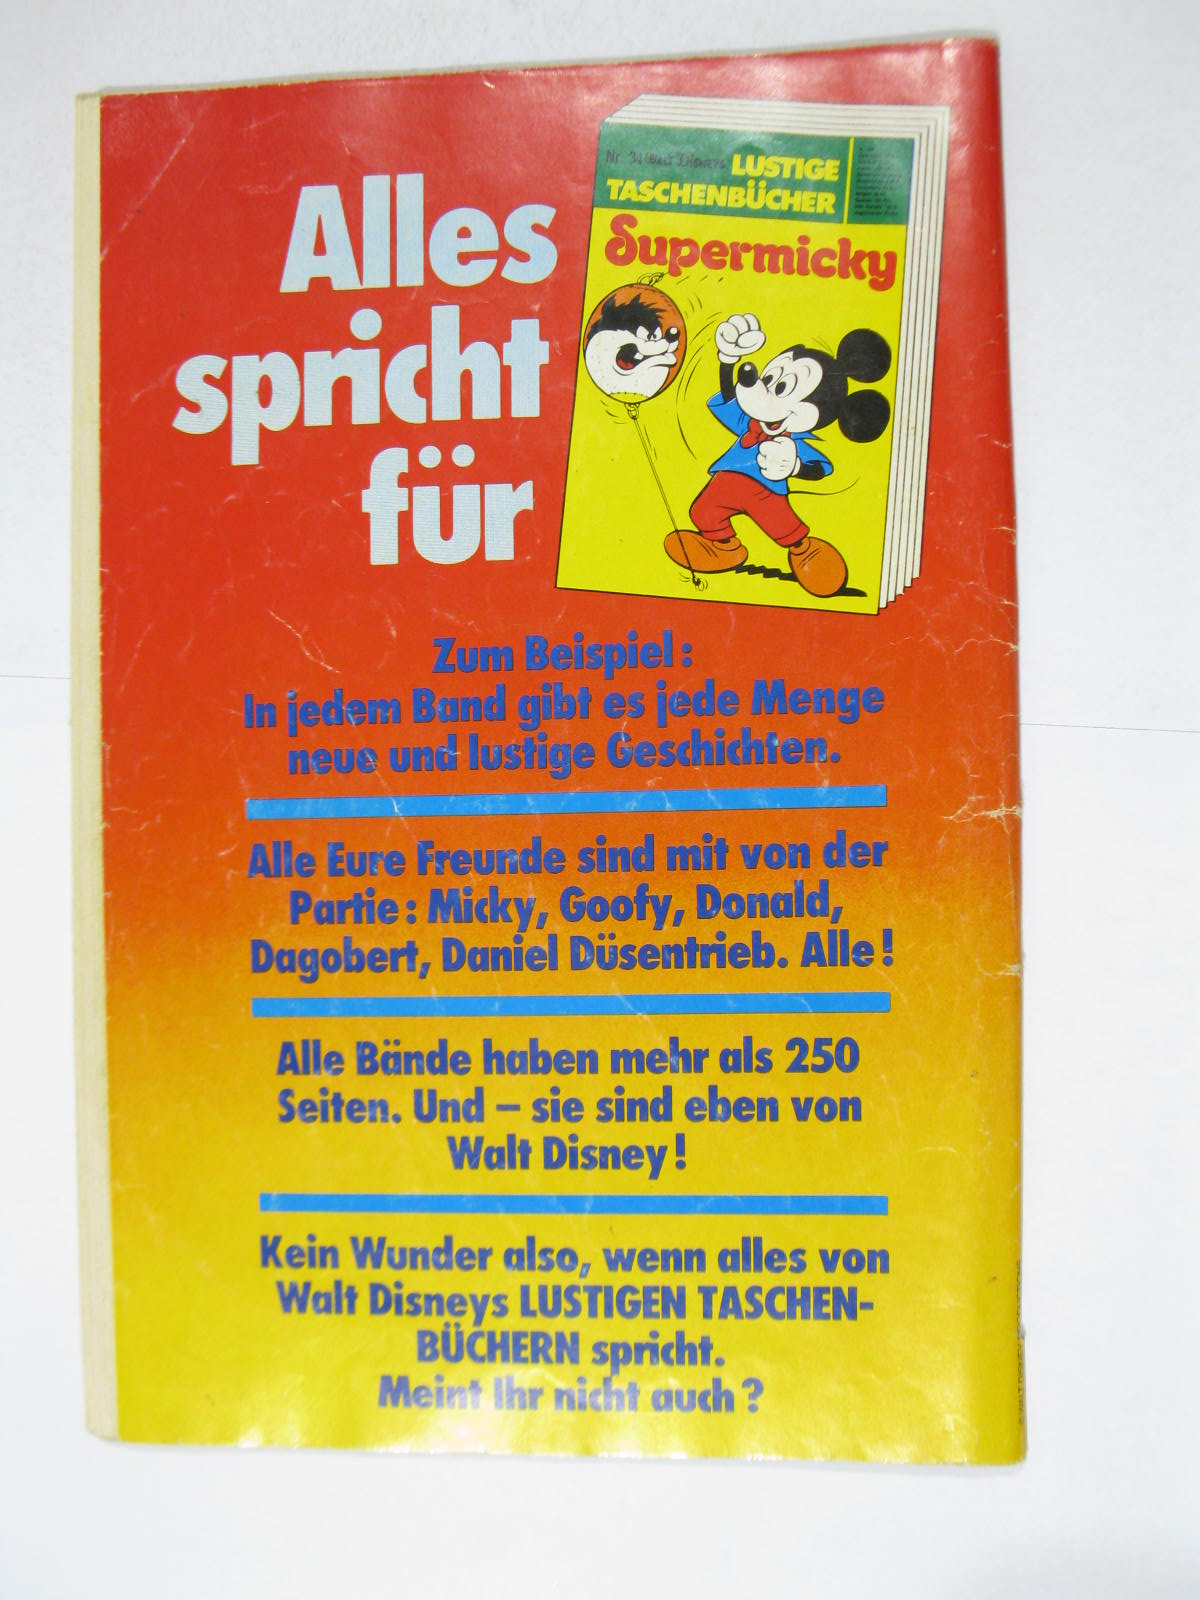 Alles
spricht
für
Nr. 34 Walt Disneys LUSTIGE
TASCHENBÜCHER
Supermicky
Zum Beispiel:
In jedem Band gibt es jede Menge
neue und lustige Geschichten.
Alle Eure Freunde sind mit von der
Partie: Micky, Goofy, Donald,
Dagobert, Daniel Düsentrieb. Alle!
Alle Bände haben mehr als 250
Seiten. Und – sie sind eben von
Walt Disney!
Kein Wunder also, wenn alles von
Walt Disneys LUSTIGEN TASCHEN-
BÜCHERN spricht.
Meint Ihr nicht auch?